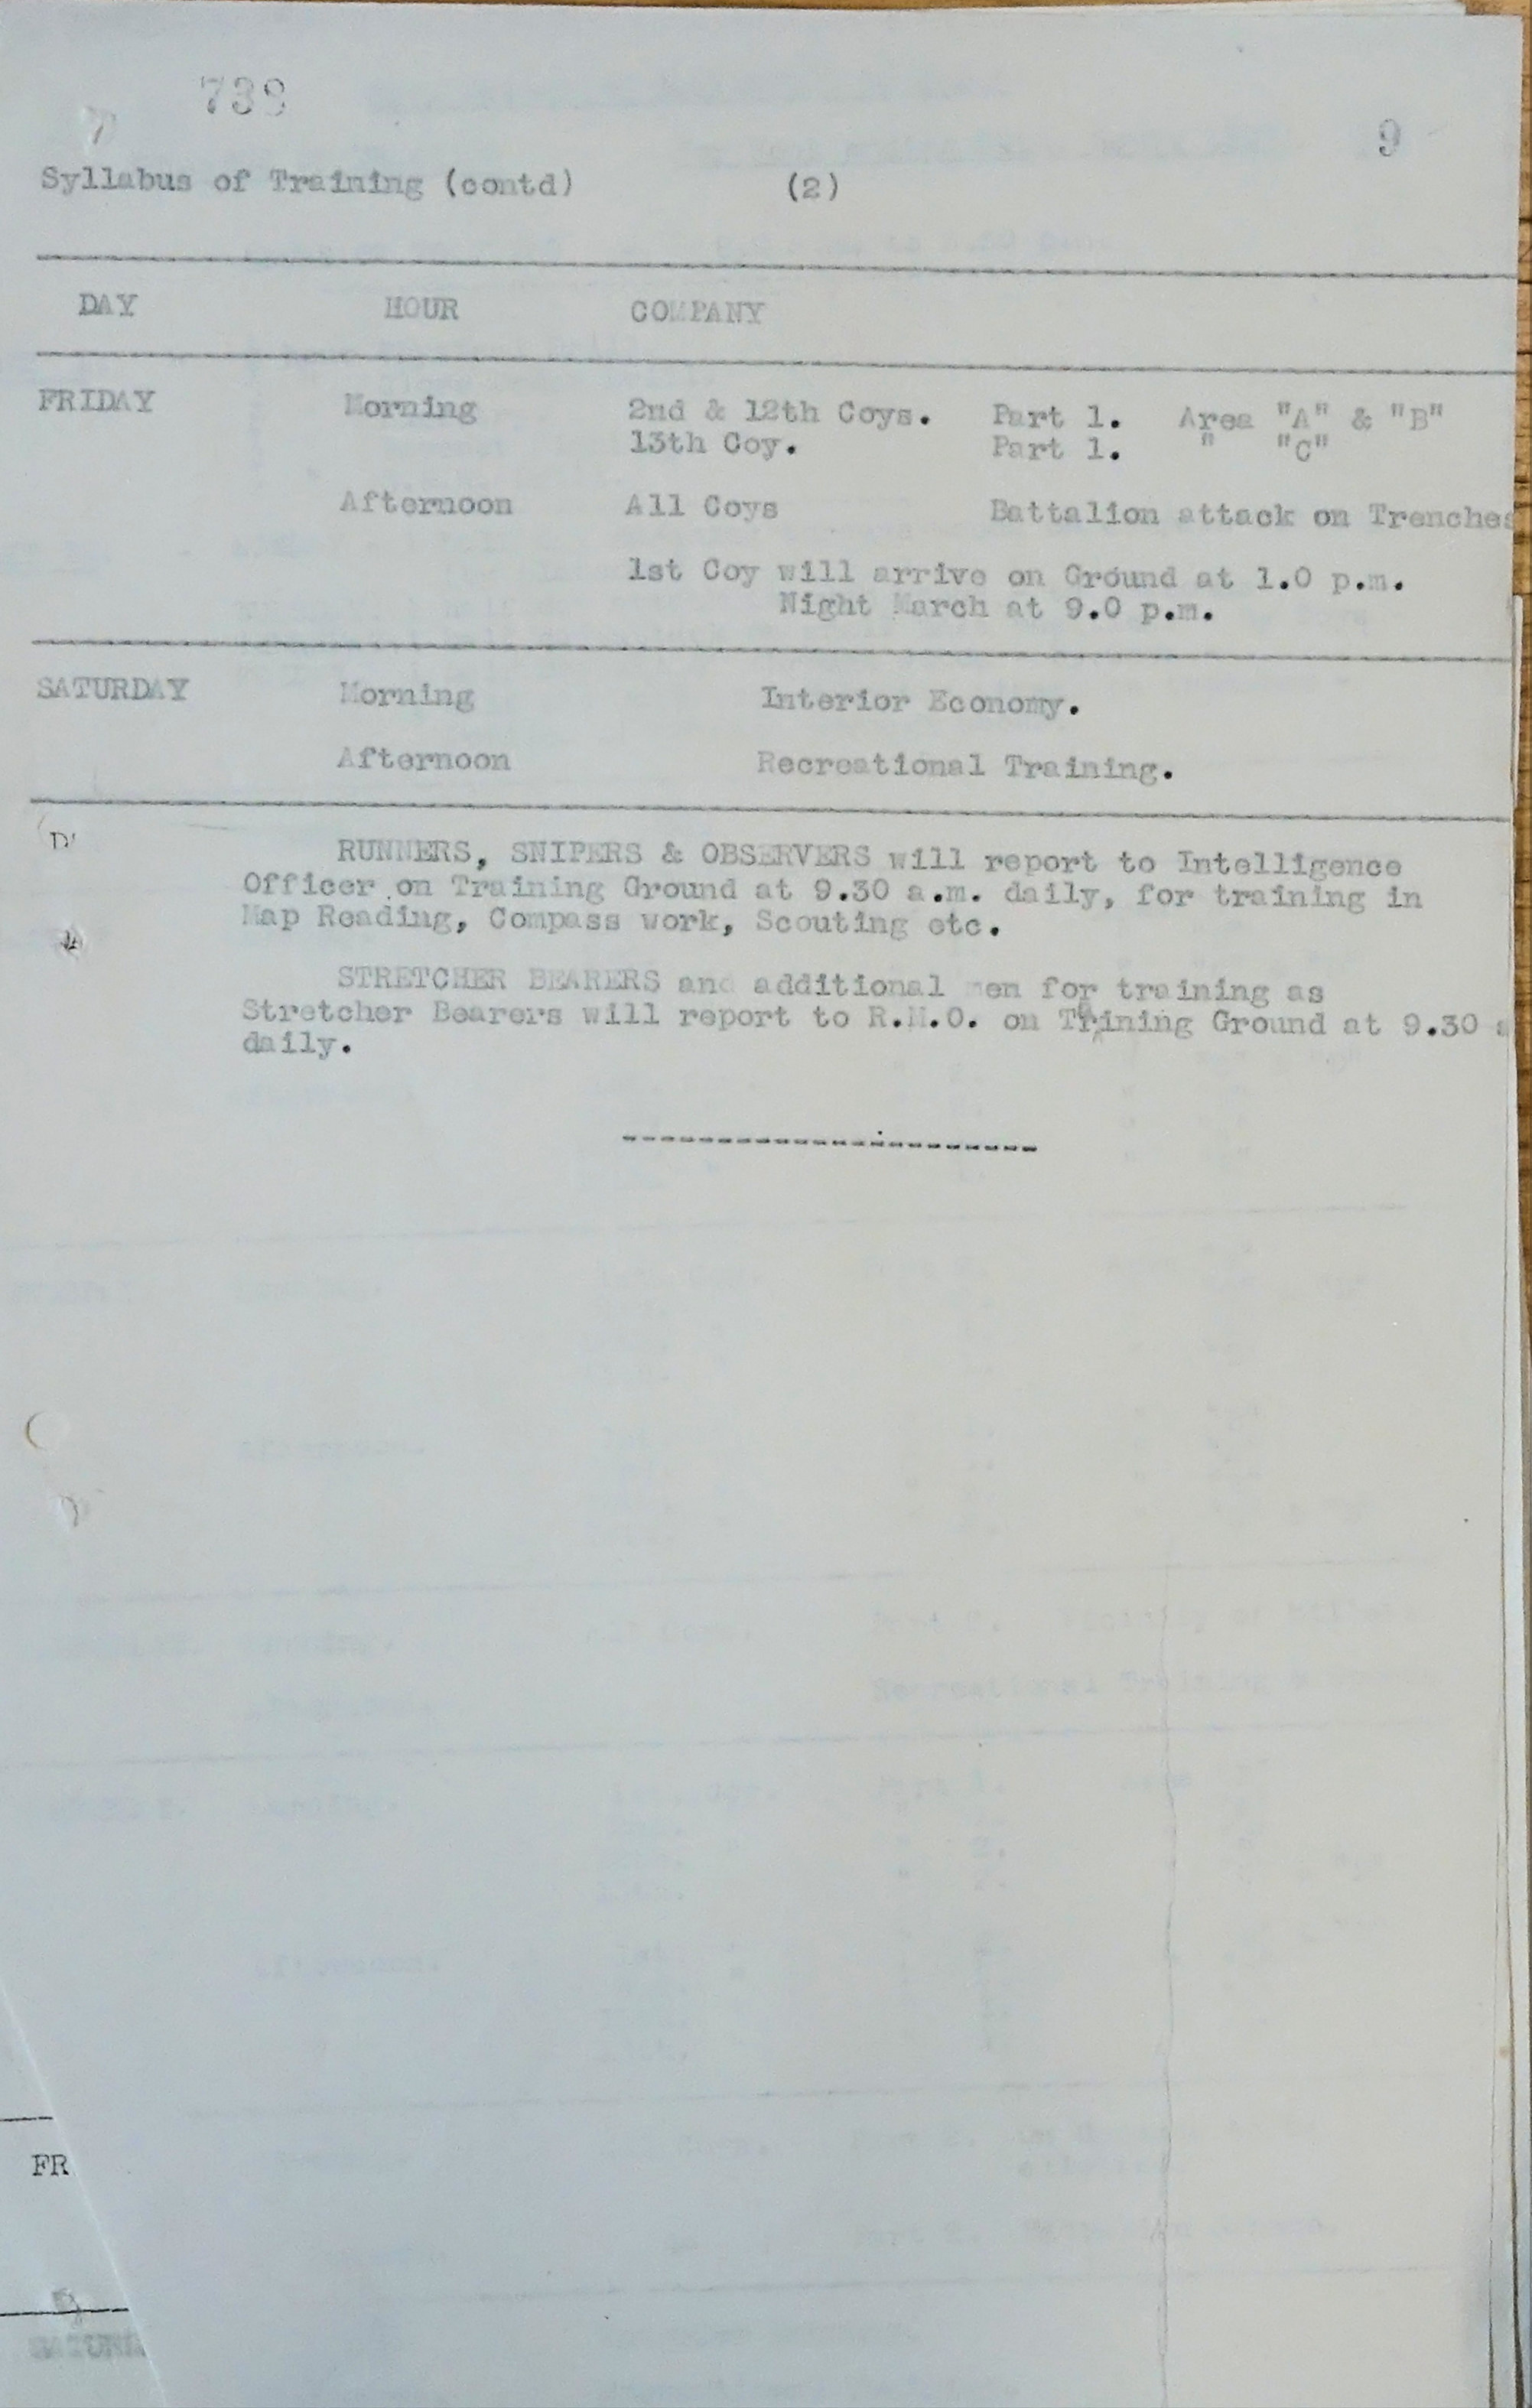 738
9
Syllabus of Training (contd) (2)
DAY HOUR COMPANY
FRIDAY Morning 2nd & 12th Coys. Part 1. Area "A" & "B"
13th Coy. Part 1. " "C"
Afternoon All Coys Battalion attack on Trenches
1st Coy will arrive on Ground at 1.0 p.m.
Night March at 9.0 p.m.
SATURDAY Morning Interior Economy.
Afternoon Recreational Training.
RUNNERS, SNIPERS & OBSERVERS will report to Intelligence
Officer on Training Ground at 9.30 a.m. daily, for training in
Map Reading, Compass work, Scouting etc.
STRETCHER BEARERS and additional men for training as
Stretcher Bearers will report to R.M.O. on Training Ground at 9.30 a
daily.
FR
SATURD